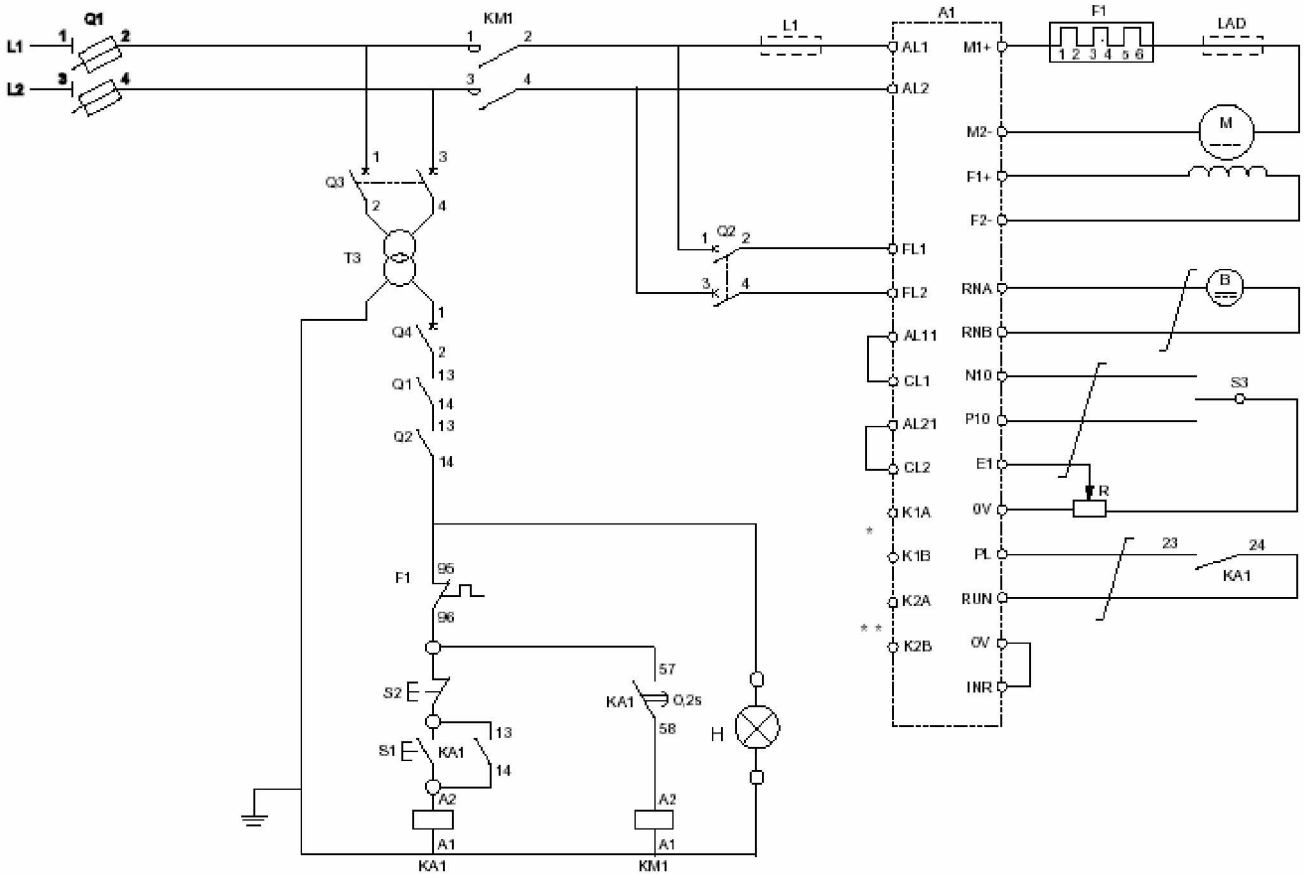 Q1 KM1 L1 A1 F1 LAD
L1 1 2 1 2 AL1 M1+ 1 2 3 4 5 6
L2 3 4 3 4 AL2
M2- M
Q3 1 3 F1+
2 4 F2-
T3 1 Q2 2 FL1
3 4 FL2 RNA B
Q4 1 2 AL11 RNB
Q1 13 14 CL1 N10 S3
Q2 13 14 AL21 P10
CL2 E1
K1A 0V R
*
K1B PL 23 24
KA1
F1 95 96 K2A RUN
* *
K2B 0V
INR
S2 57 KA1 0,2s 58 H
S1 KA1 13 14
A2 A2
A1 A1
KA1 KM1